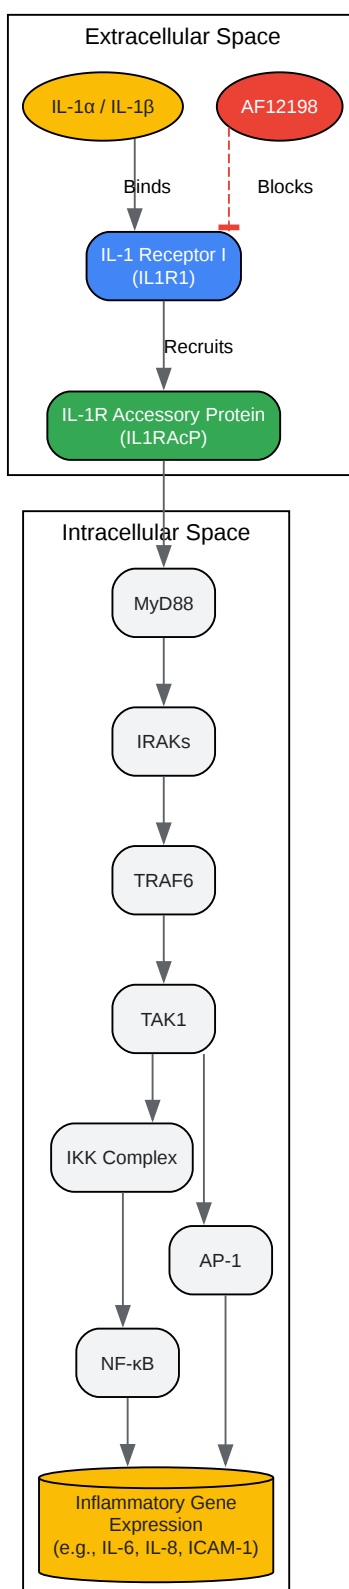 Extracellular Space
IL-1α / IL-1β
AF12198
Binds
Blocks
IL-1 Receptor I
(IL1R1)
Recruits
IL-1R Accessory Protein
(IL1RAcP)
Intracellular Space
MyD88
IRAKs
TRAF6
TAK1
IKK Complex
AP-1
NF-κB
Inflammatory Gene
Expression
(e.g., IL-6, IL-8, ICAM-1)